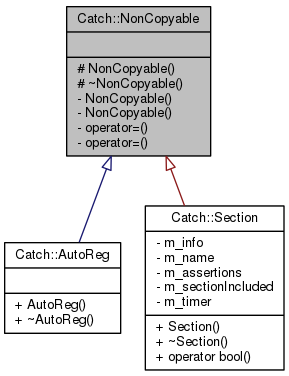 Catch::NonCopyable
# NonCopyable()
# ~NonCopyable()
- NonCopyable()
- NonCopyable()
- operator=()
- operator=()
Catch::AutoReg
+ AutoReg()
+ ~AutoReg()
Catch::Section
- m_info
- m_name
- m_assertions
- m_sectionIncluded
- m_timer
+ Section()
+ ~Section()
+ operator bool()